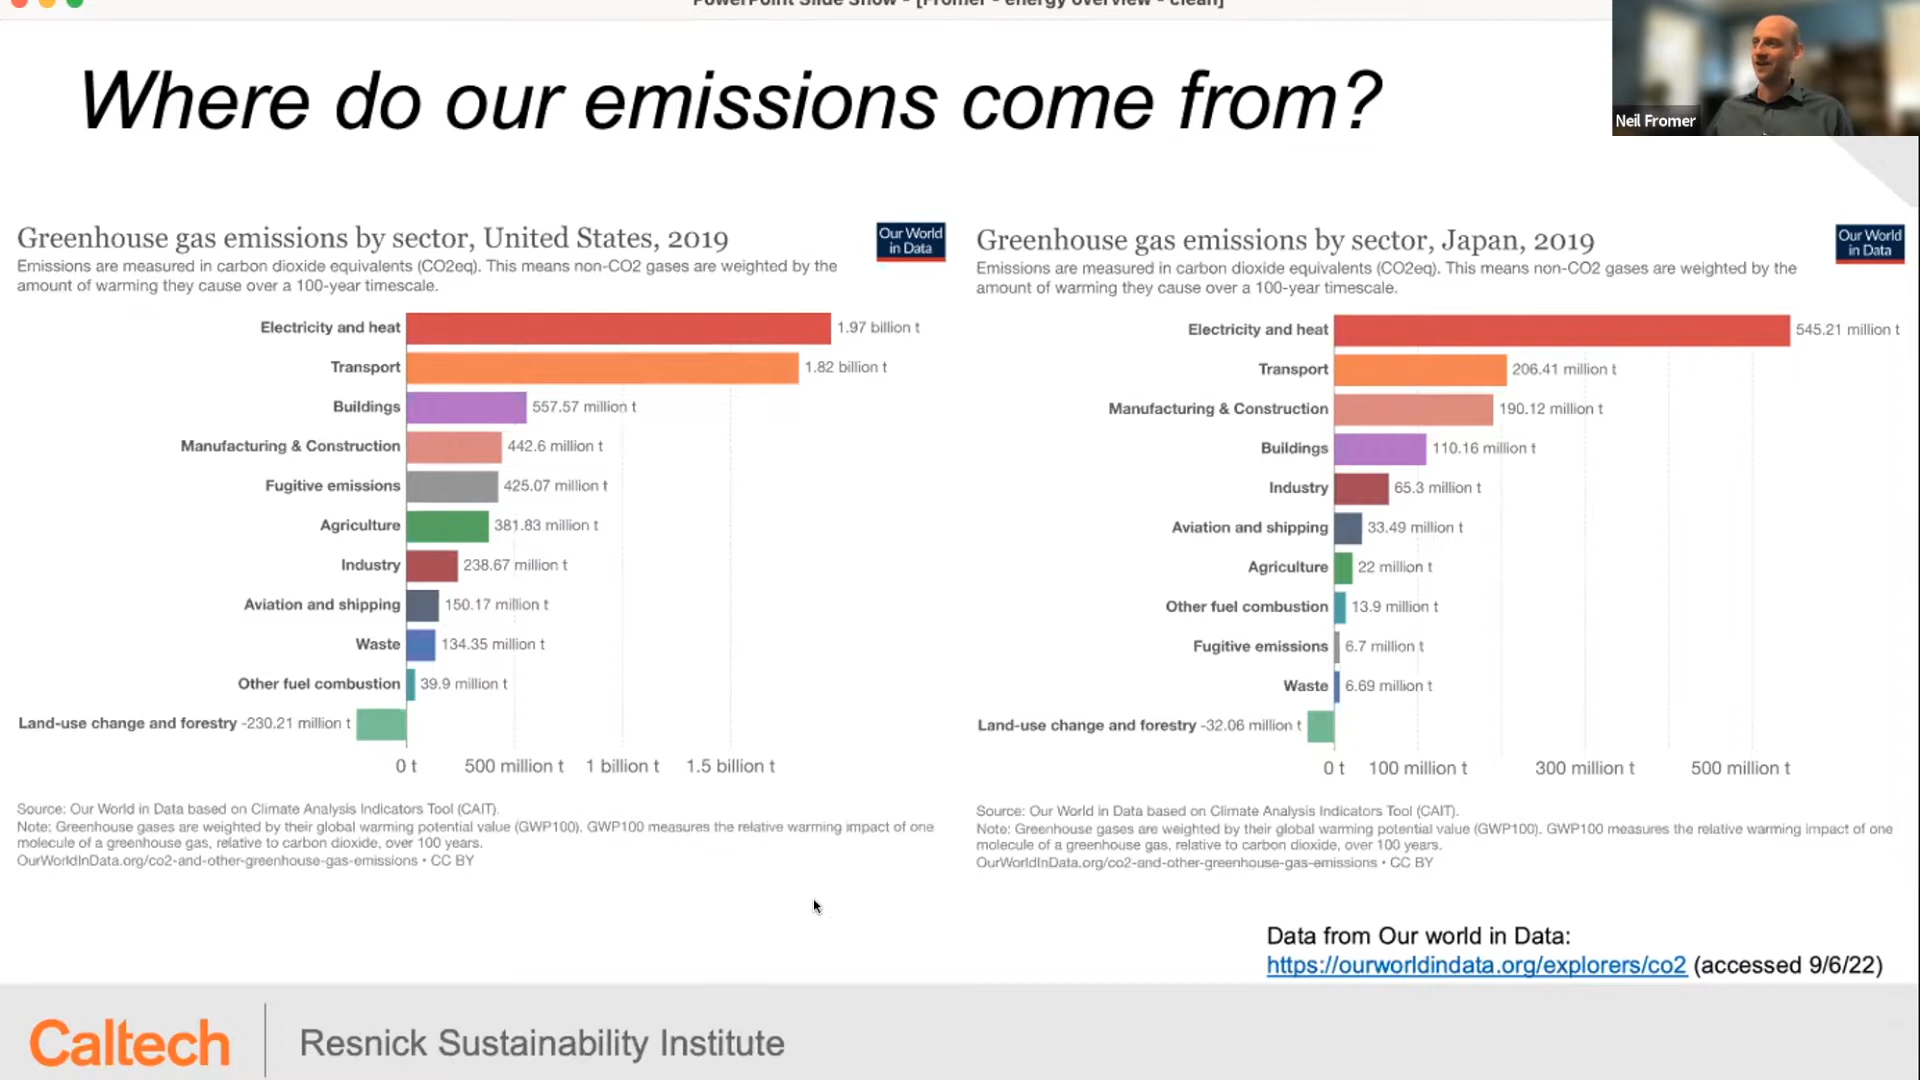 PowerPoint Slide Show - [Fromer - energy overview - clean]
Neil Fromer
Where do our emissions come from?
Greenhouse gas emissions by sector, United States, 2019
Our World
in Data
Emissions are measured in carbon dioxide equivalents (CO2eq). This means non-CO2 gases are weighted by the
amount of warming they cause over a 100-year timescale.
Electricity and heat 1.97 billion t
Transport 1.82 billion t
Buildings 557.57 million t
Manufacturing & Construction 442.6 million t
Fugitive emissions 425.07 million t
Agriculture 381.83 million t
Industry 238.67 million t
Aviation and shipping 150.17 million t
Waste 134.35 million t
Other fuel combustion 39.9 million t
Land-use change and forestry -230.21 million t
0 t 500 million t 1 billion t 1.5 billion t
Source: Our World in Data based on Climate Analysis Indicators Tool (CAIT).
Note: Greenhouse gases are weighted by their global warming potential value (GWP100). GWP100 measures the relative warming impact of one
molecule of a greenhouse gas, relative to carbon dioxide, over 100 years.
OurWorldInData.org/co2-and-other-greenhouse-gas-emissions • CC BY
Greenhouse gas emissions by sector, Japan, 2019
Our World
in Data
Emissions are measured in carbon dioxide equivalents (CO2eq). This means non-CO2 gases are weighted by the
amount of warming they cause over a 100-year timescale.
Electricity and heat 545.21 million t
Transport 206.41 million t
Manufacturing & Construction 190.12 million t
Buildings 110.16 million t
Industry 65.3 million t
Aviation and shipping 33.49 million t
Agriculture 22 million t
Other fuel combustion 13.9 million t
Fugitive emissions 6.7 million t
Waste 6.69 million t
Land-use change and forestry -32.06 million t
0 t 100 million t 300 million t 500 million t
Source: Our World in Data based on Climate Analysis Indicators Tool (CAIT).
Note: Greenhouse gases are weighted by their global warming potential value (GWP100). GWP100 measures the relative warming impact of one
molecule of a greenhouse gas, relative to carbon dioxide, over 100 years.
OurWorldInData.org/co2-and-other-greenhouse-gas-emissions • CC BY
Data from Our world in Data:
https://ourworldindata.org/explorers/co2 (accessed 9/6/22)
Caltech
Resnick Sustainability Institute